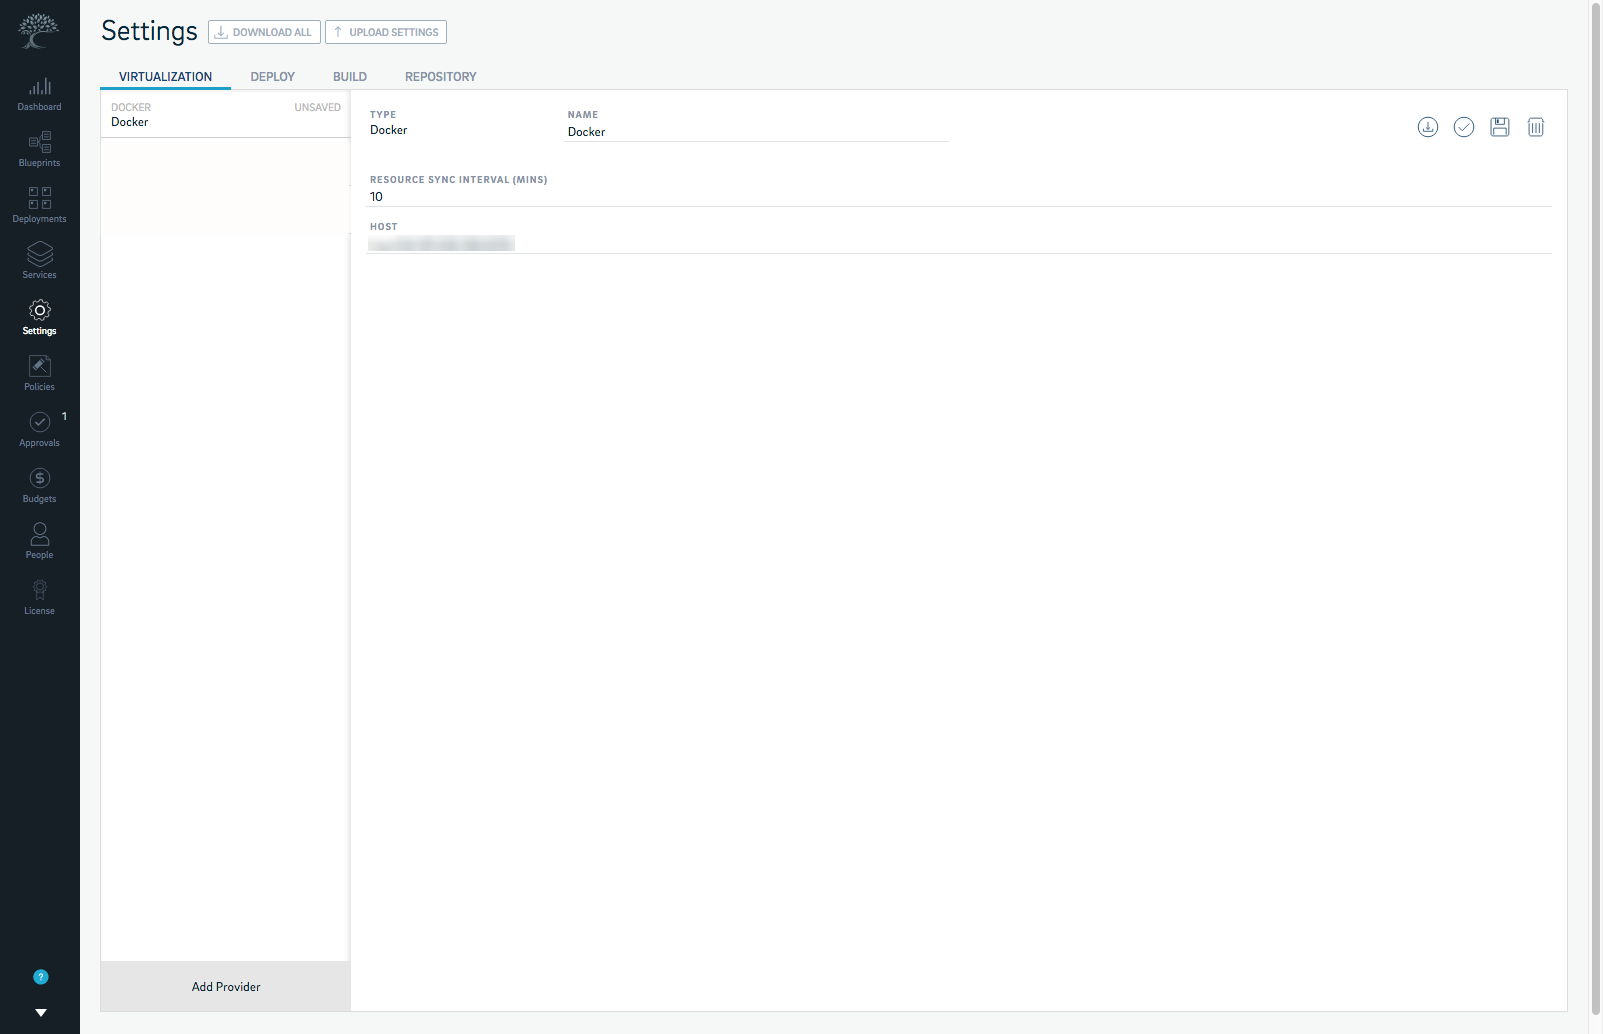 Settings
DOWNLOAD ALL
UPLOAD SETTINGS
VIRTUALIZATION
DEPLOY
BUILD
REPOSITORY
Dashboard
Blueprints
Deployments
Services
Settings
Policies
1
Approvals
$
Budgets
People
License
?
DOCKER
UNSAVED
Docker
Add Provider
TYPE
Docker
NAME
Docker
RESOURCE SYNC INTERVAL (MINS)
10
HOST